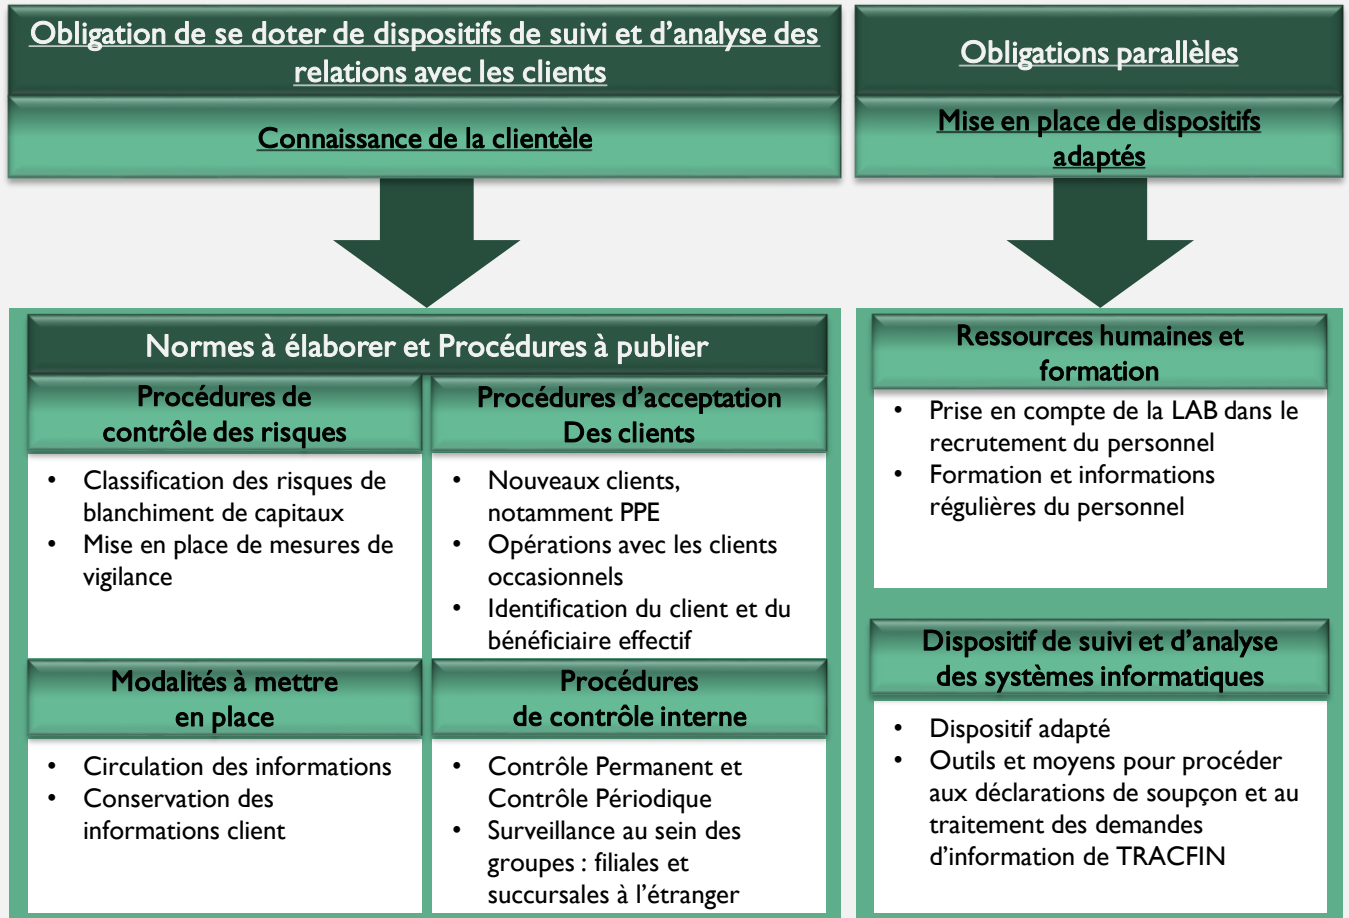 Obligation de se doter de dispositifs de suivi et d'analyse des
relations avec les clients
Connaissance de la clientèle
Obligations parallèles
Mise en place de dispositifs
adaptés
Normes à élaborer et Procédures à publier
Procédures de
contrôle des risques
• Classification des risques de
blanchiment de capitaux
• Mise en place de mesures de
vigilance
Procédures d'acceptation
Des clients
• Nouveaux clients,
notamment PPE
• Opérations avec les clients
occasionnels
• Identification du client et du
bénéficiaire effectif
Modalités à mettre
en place
• Circulation des informations
• Conservation des
informations client
Procédures
de contrôle interne
• Contrôle Permanent et
Contrôle Périodique
• Surveillance au sein des
groupes : filiales et
succursales à l'étranger
Ressources humaines et
formation
• Prise en compte de la LAB dans le
recrutement du personnel
• Formation et informations
régulières du personnel
Dispositif de suivi et d'analyse
des systèmes informatiques
• Dispositif adapté
• Outils et moyens pour procéder
aux déclarations de soupçon et au
traitement des demandes
d'information de TRACFIN